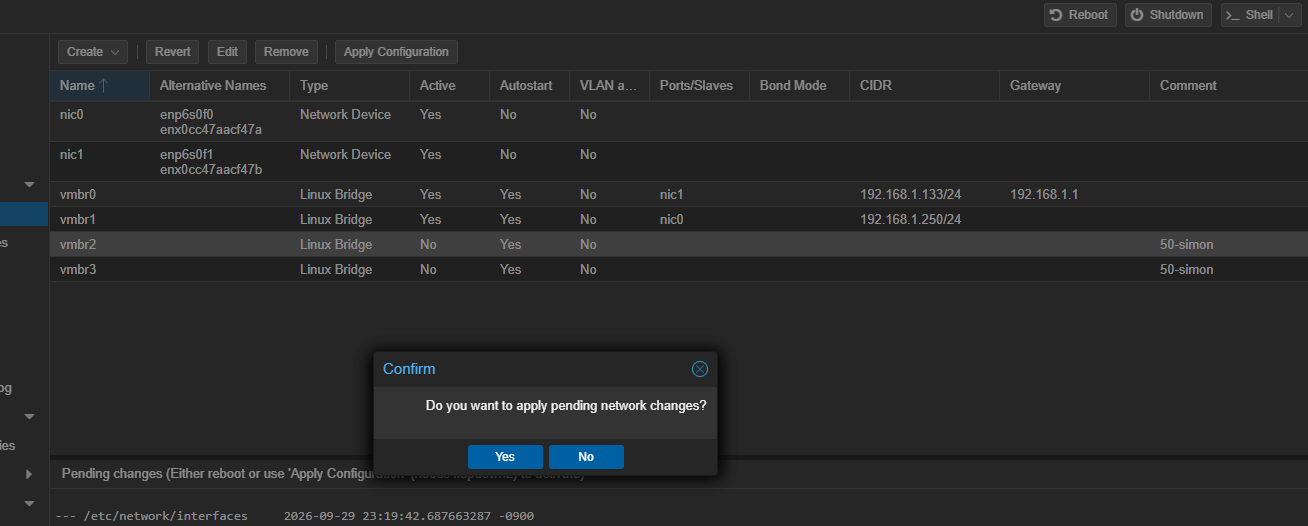 Reboot Shutdown >_ Shell
Create Revert Edit Remove Apply Configuration
Name ↑ Alternative Names Type Active Autostart VLAN a... Ports/Slaves Bond Mode CIDR Gateway Comment
nic0 enp6s0f0 Network Device Yes No No
enx0cc47aacf47a
nic1 enp6s0f1 Network Device Yes No No
enx0cc47aacf47b
vmbr0 Linux Bridge Yes Yes No nic1 192.168.1.133/24 192.168.1.1
vmbr1 Linux Bridge Yes Yes No nic0 192.168.1.250/24
es
vmbr2 Linux Bridge No Yes No 50-simon
vmbr3 Linux Bridge No Yes No 50-simon
Confirm
og
Do you want to apply pending network changes?
ies
Yes No
Pending changes (Either reboot or use 'Apply Configuration'
--- /etc/network/interfaces 2026-09-29 23:19:42.687663287 -0900